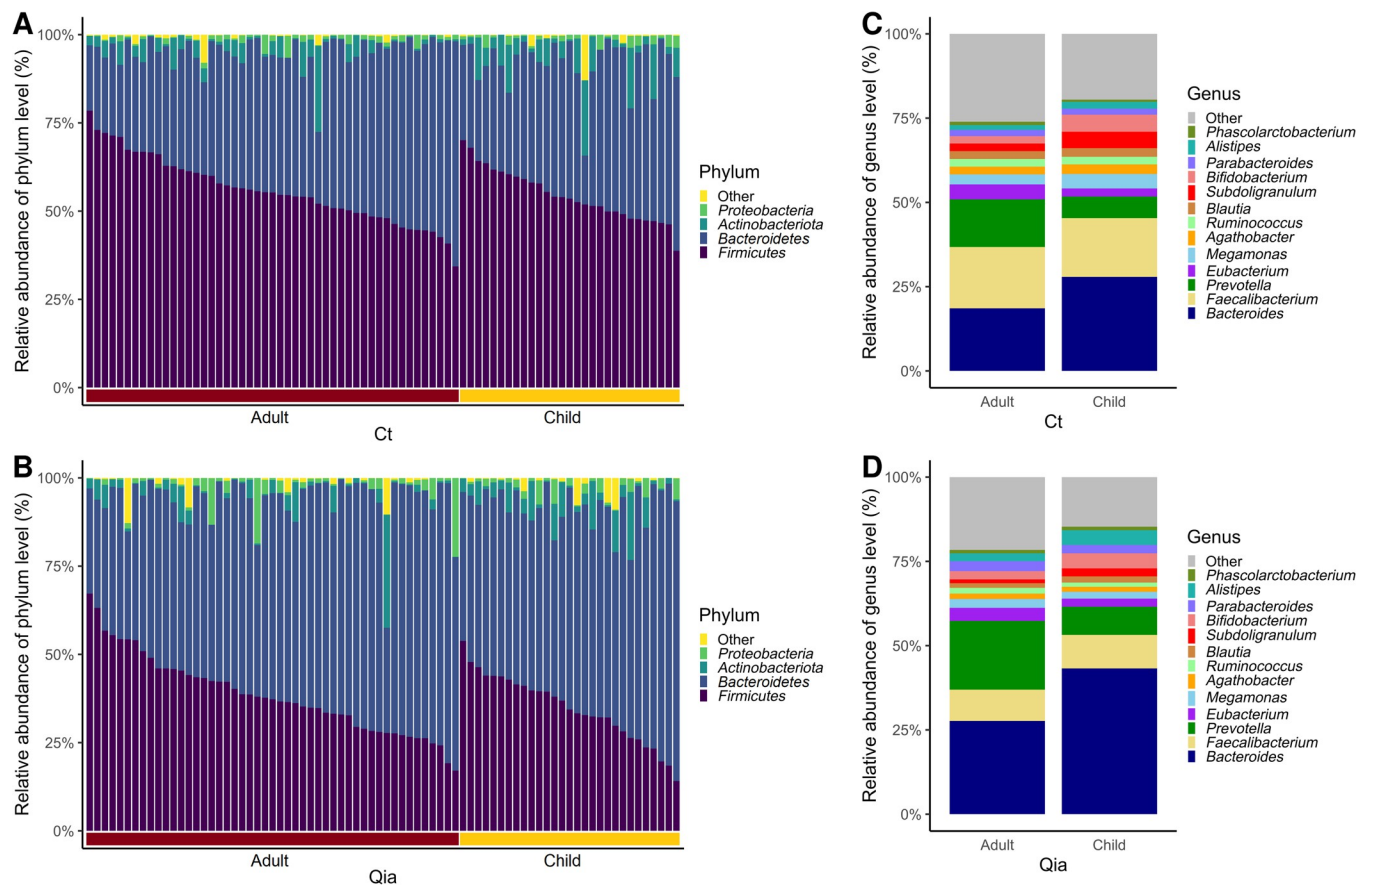 A
Relative abundance of phylum level (%)
100%
75%
50%
25%
0%
Adult
Child
Ct
Phylum
Other
Proteobacteria
Actinobacteriota
Bacteroidetes
Firmicutes
C
Relative abundance of genus level (%)
100%
75%
50%
25%
0%
Adult
Child
Ct
Genus
Other
Phascolarctobacterium
Alistipes
Parabacteroides
Bifidobacterium
Subdoligranulum
Blautia
Ruminococcus
Agathobacter
Megamonas
Eubacterium
Prevotella
Faecalibacterium
Bacteroides
B
Relative abundance of phylum level (%)
100%
75%
50%
25%
0%
Adult
Child
Qia
Phylum
Other
Proteobacteria
Actinobacteriota
Bacteroidetes
Firmicutes
D
Relative abundance of genus level (%)
100%
75%
50%
25%
0%
Adult
Child
Qia
Genus
Other
Phascolarctobacterium
Alistipes
Parabacteroides
Bifidobacterium
Subdoligranulum
Blautia
Ruminococcus
Agathobacter
Megamonas
Eubacterium
Prevotella
Faecalibacterium
Bacteroides